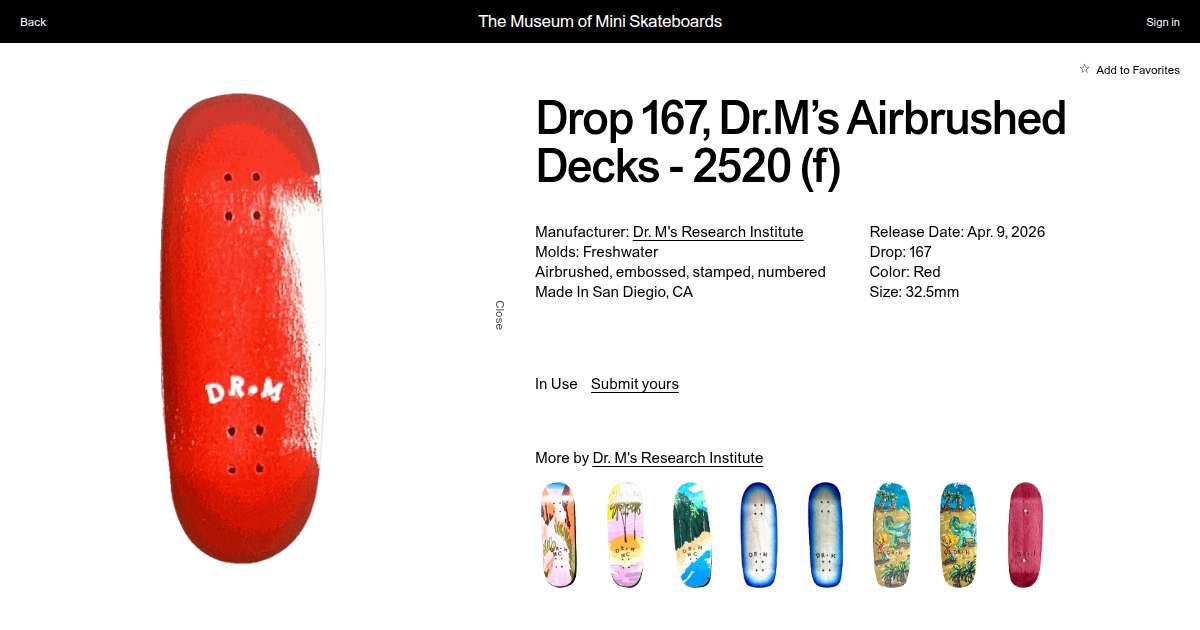 Back
The Museum of Mini Skateboards
Sign in
☆ Add to Favorites
Drop 167, Dr.M’s Airbrushed
Decks - 2520 (f)
Manufacturer: Dr. M's Research Institute
Molds: Freshwater
Airbrushed, embossed, stamped, numbered
Made In San Diegio, CA
Release Date: Apr. 9, 2026
Drop: 167
Color: Red
Size: 32.5mm
Close
DR•M
In Use Submit yours
More by Dr. M's Research Institute